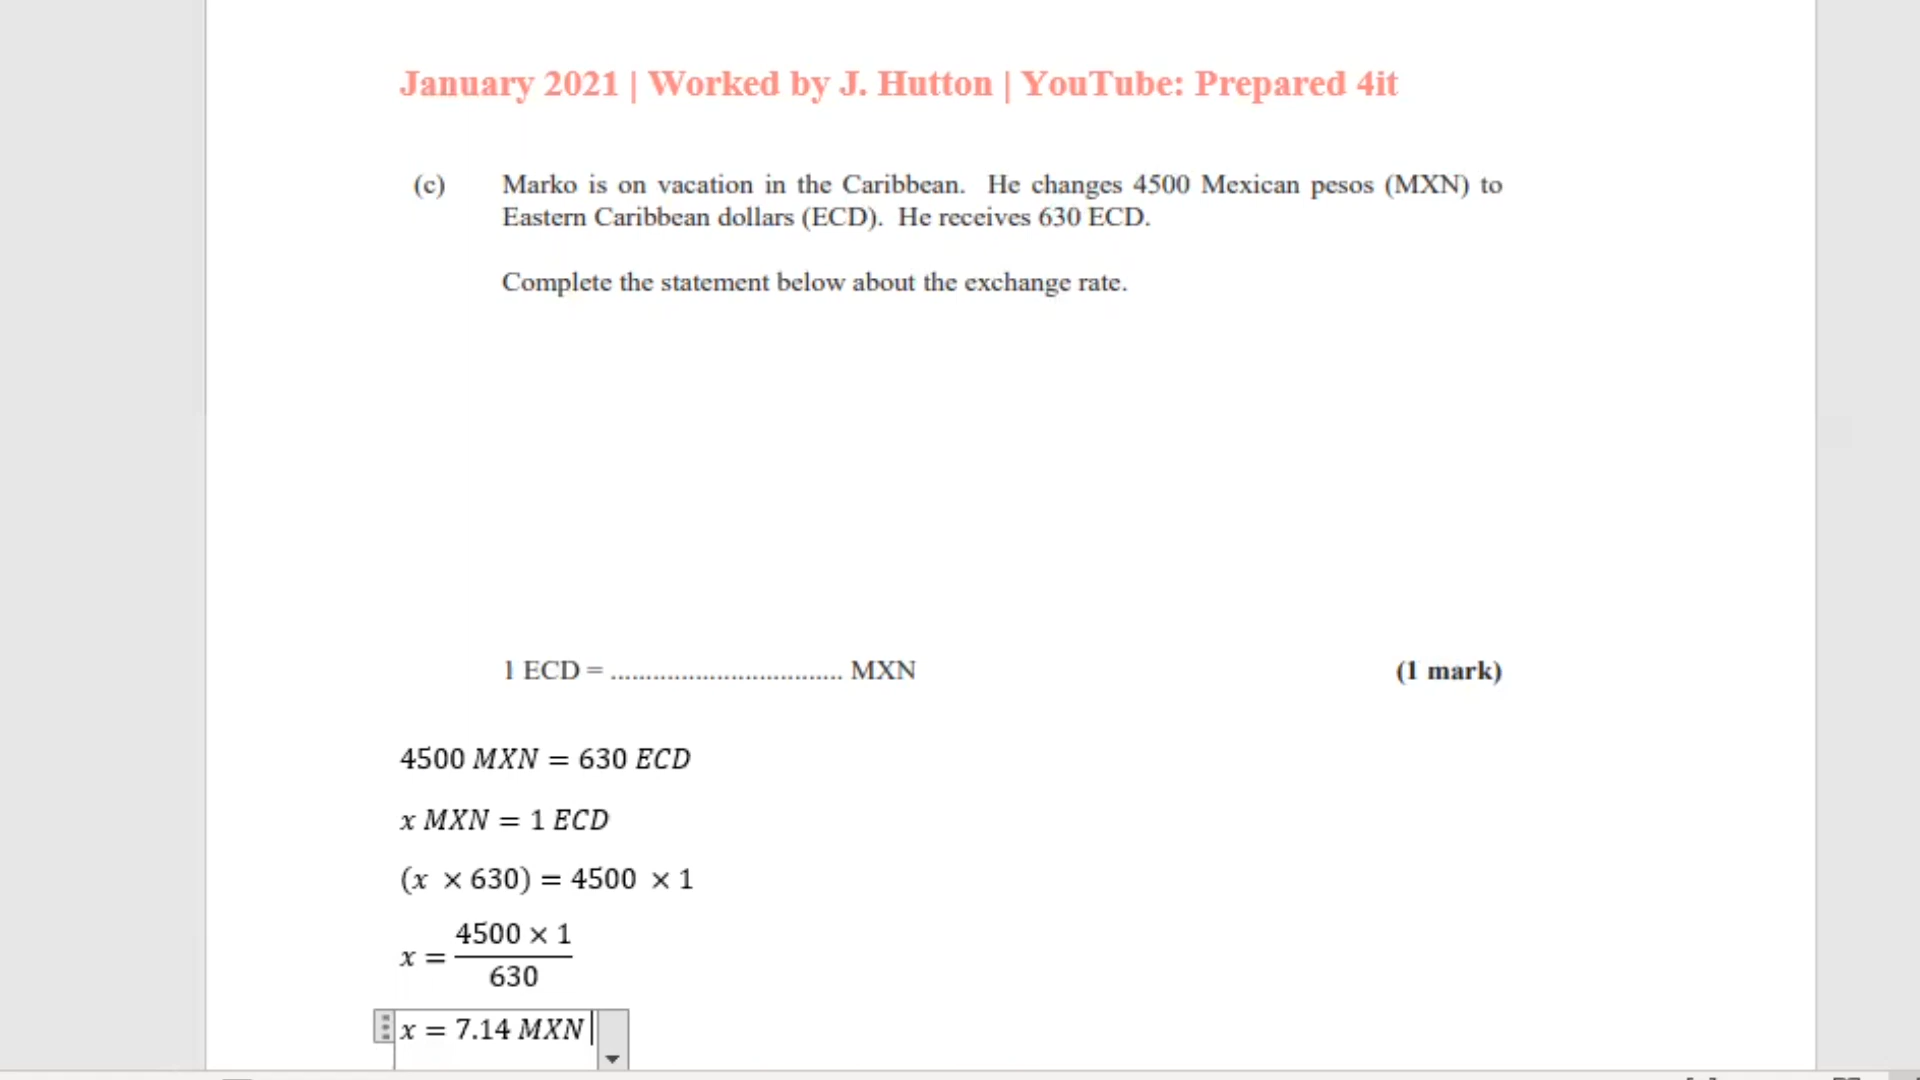 January 2021 | Worked by J. Hutton | YouTube: Prepared 4it
(c) Marko is on vacation in the Caribbean. He changes 4500 Mexican pesos (MXN) to
Eastern Caribbean dollars (ECD). He receives 630 ECD.
Complete the statement below about the exchange rate.
1 ECD = ................................. MXN (1 mark)
4500 MXN = 630 ECD
x MXN = 1 ECD
(x × 630) = 4500 × 1
x = 4500 × 1
630
x = 7.14 MXN